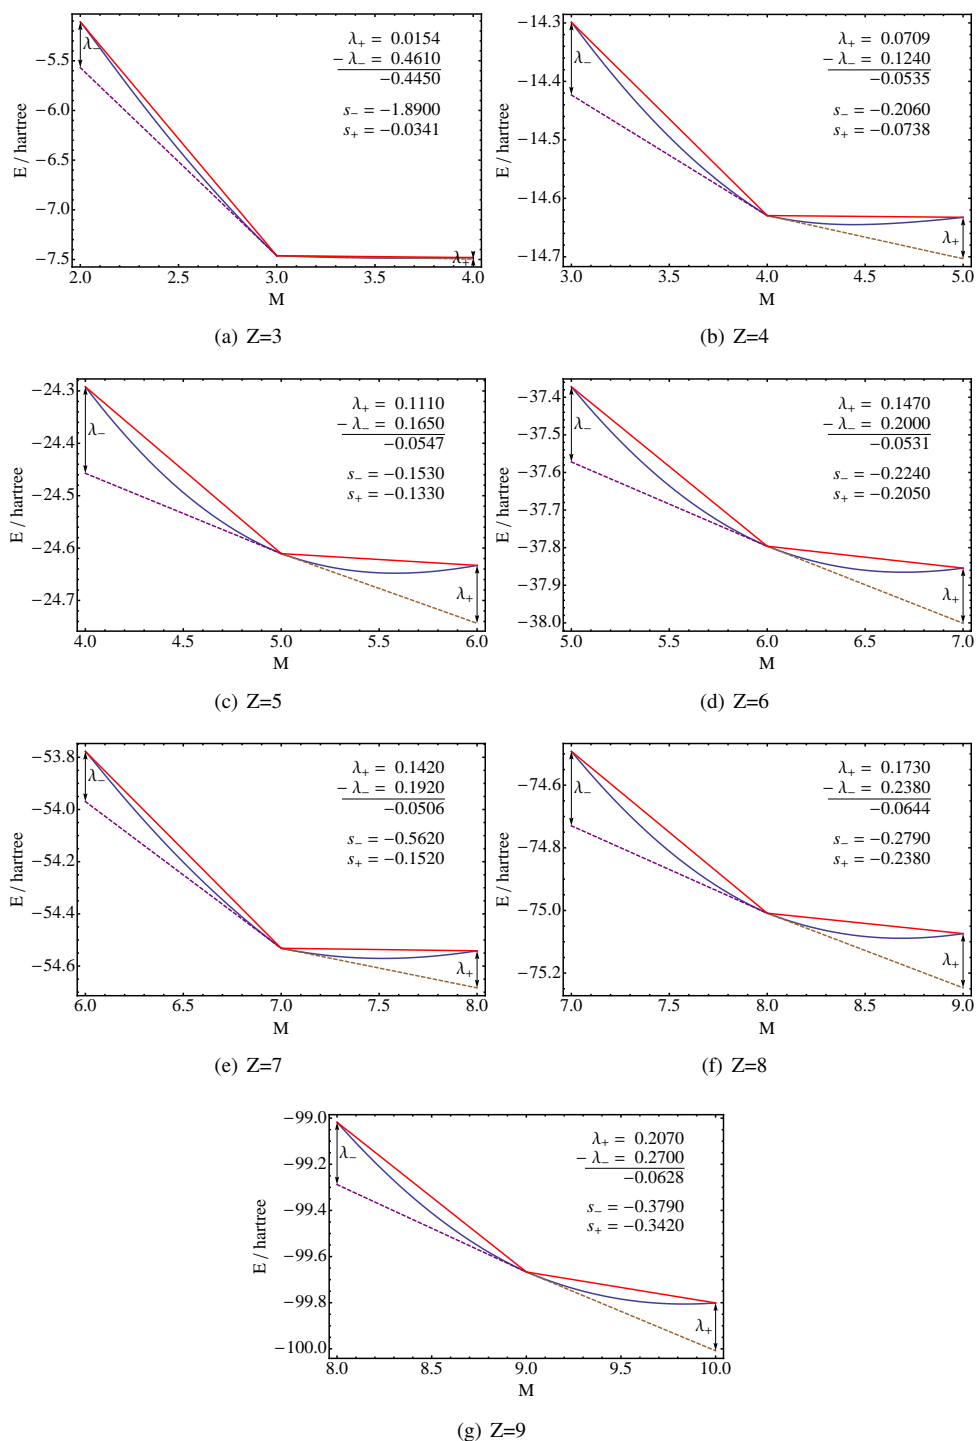 λ₊ = 0.0154
− λ₋ = 0.4610
−0.4450
s₋ = −1.8900
s₊ = −0.0341
λ₋
λ₊
E / hartree
−5.5
−6.0
−6.5
−7.0
−7.5
2.0 2.5 3.0 3.5 4.0
M
(a) Z=3
λ₊ = 0.0709
− λ₋ = 0.1240
−0.0535
s₋ = −0.2060
s₊ = −0.0738
λ₋
λ₊
E / hartree
−14.3
−14.4
−14.5
−14.6
−14.7
3.0 3.5 4.0 4.5 5.0
M
(b) Z=4
λ₊ = 0.1110
− λ₋ = 0.1650
−0.0547
s₋ = −0.1530
s₊ = −0.1330
λ₋
λ₊
E / hartree
−24.3
−24.4
−24.5
−24.6
−24.7
4.0 4.5 5.0 5.5 6.0
M
(c) Z=5
λ₊ = 0.1470
− λ₋ = 0.2000
−0.0531
s₋ = −0.2240
s₊ = −0.2050
λ₋
λ₊
E / hartree
−37.4
−37.5
−37.6
−37.7
−37.8
−37.9
−38.0
5.0 5.5 6.0 6.5 7.0
M
(d) Z=6
λ₊ = 0.1420
− λ₋ = 0.1920
−0.0506
s₋ = −0.5620
s₊ = −0.1520
λ₋
λ₊
E / hartree
−53.8
−54.0
−54.2
−54.4
−54.6
6.0 6.5 7.0 7.5 8.0
M
(e) Z=7
λ₊ = 0.1730
− λ₋ = 0.2380
−0.0644
s₋ = −0.2790
s₊ = −0.2380
λ₋
λ₊
E / hartree
−74.6
−74.8
−75.0
−75.2
7.0 7.5 8.0 8.5 9.0
M
(f) Z=8
λ₊ = 0.2070
− λ₋ = 0.2700
−0.0628
s₋ = −0.3790
s₊ = −0.3420
λ₋
λ₊
E / hartree
−99.0
−99.2
−99.4
−99.6
−99.8
−100.0
8.0 8.5 9.0 9.5 10.0
M
(g) Z=9